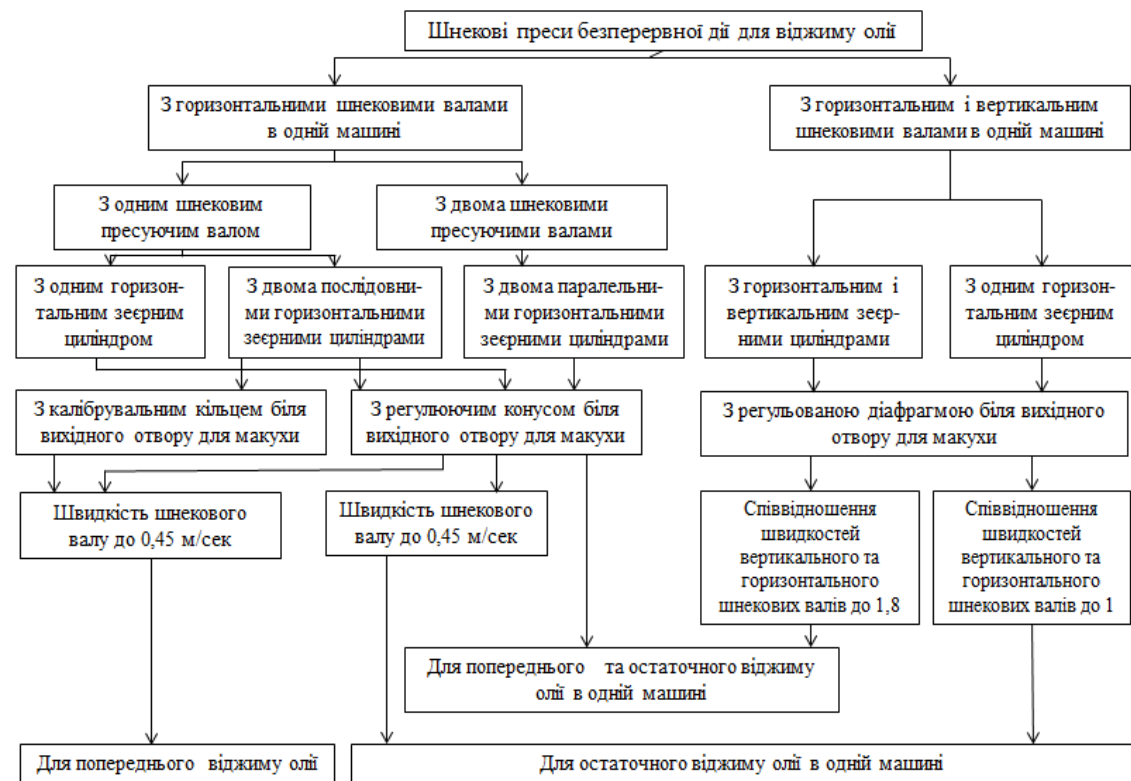 Шнекові преси безперервної дії для віджиму олії
З горизонтальними шнековими валами
в одній машині
З горизонтальним і вертикальним
шнековими валами в одній машині
З одним шнековим
пресуючим валом
З двома шнековими
пресуючими валами
З одним горизон-
тальним зеєрним
циліндром
З двома послідовни-
ми горизонтальними
зеєрними циліндрами
З двома паралельни-
ми горизонтальними
зеєрними циліндрами
З горизонтальним і
вертикальним зеєр-
ними циліндрами
З одним горизон-
тальним зеєрним
циліндром
З калібрувальним кільцем біля
вихідного отвору для макухи
З регулюючим конусом біля
вихідного отвору для макухи
З регульованою діафрагмою біля вихідного
отвору для макухи
Швидкість шнекового
валу до 0,45 м/сек
Швидкість шнекового
валу до 0,45 м/сек
Співвідношення
швидкостей
вертикального та
горизонтального
шнекових валів до 1,8
Співвідношення
швидкостей
вертикального та
горизонтального
шнекових валів до 1
Для попереднього та остаточного віджиму
олії в одній машині
Для попереднього віджиму олії
Для остаточного віджиму олії в одній машині